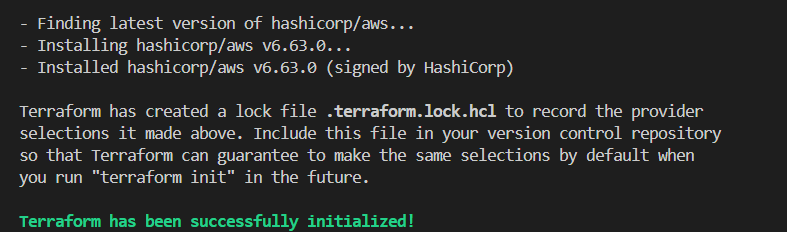 - Finding latest version of hashicorp/aws...
- Installing hashicorp/aws v6.63.0...
- Installed hashicorp/aws v6.63.0 (signed by HashiCorp)
Terraform has created a lock file .terraform.lock.hcl to record the provider
selections it made above. Include this file in your version control repository
so that Terraform can guarantee to make the same selections by default when
you run "terraform init" in the future.
Terraform has been successfully initialized!